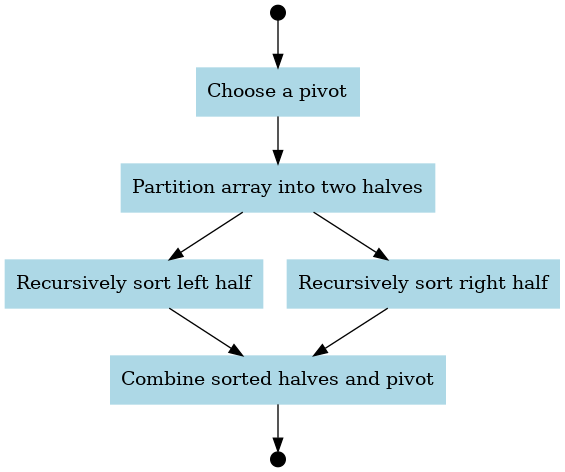 Choose a pivot
Partition array into two halves
Recursively sort left half
Recursively sort right half
Combine sorted halves and pivot